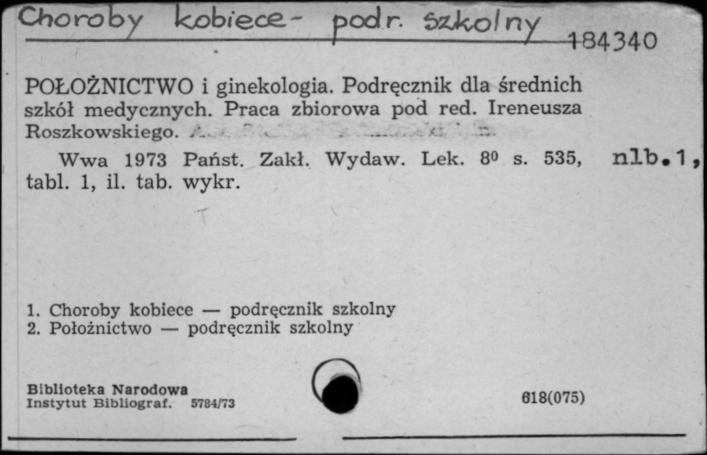 Choroby kobiece - podr. szkolny
184340
POŁOŻNICTWO i ginekologia. Podręcznik dla średnich
szkół medycznych. Praca zbiorowa pod red. Ireneusza
Roszkowskiego.
Wwa 1973 Państ. Zakł. Wydaw. Lek. 8⁰ s. 535, nlb.1,
tabl. 1, il. tab. wykr.
1. Choroby kobiece — podręcznik szkolny
2. Położnictwo — podręcznik szkolny
Biblioteka Narodowa
Instytut Bibliograf. 5784/73
618(075)